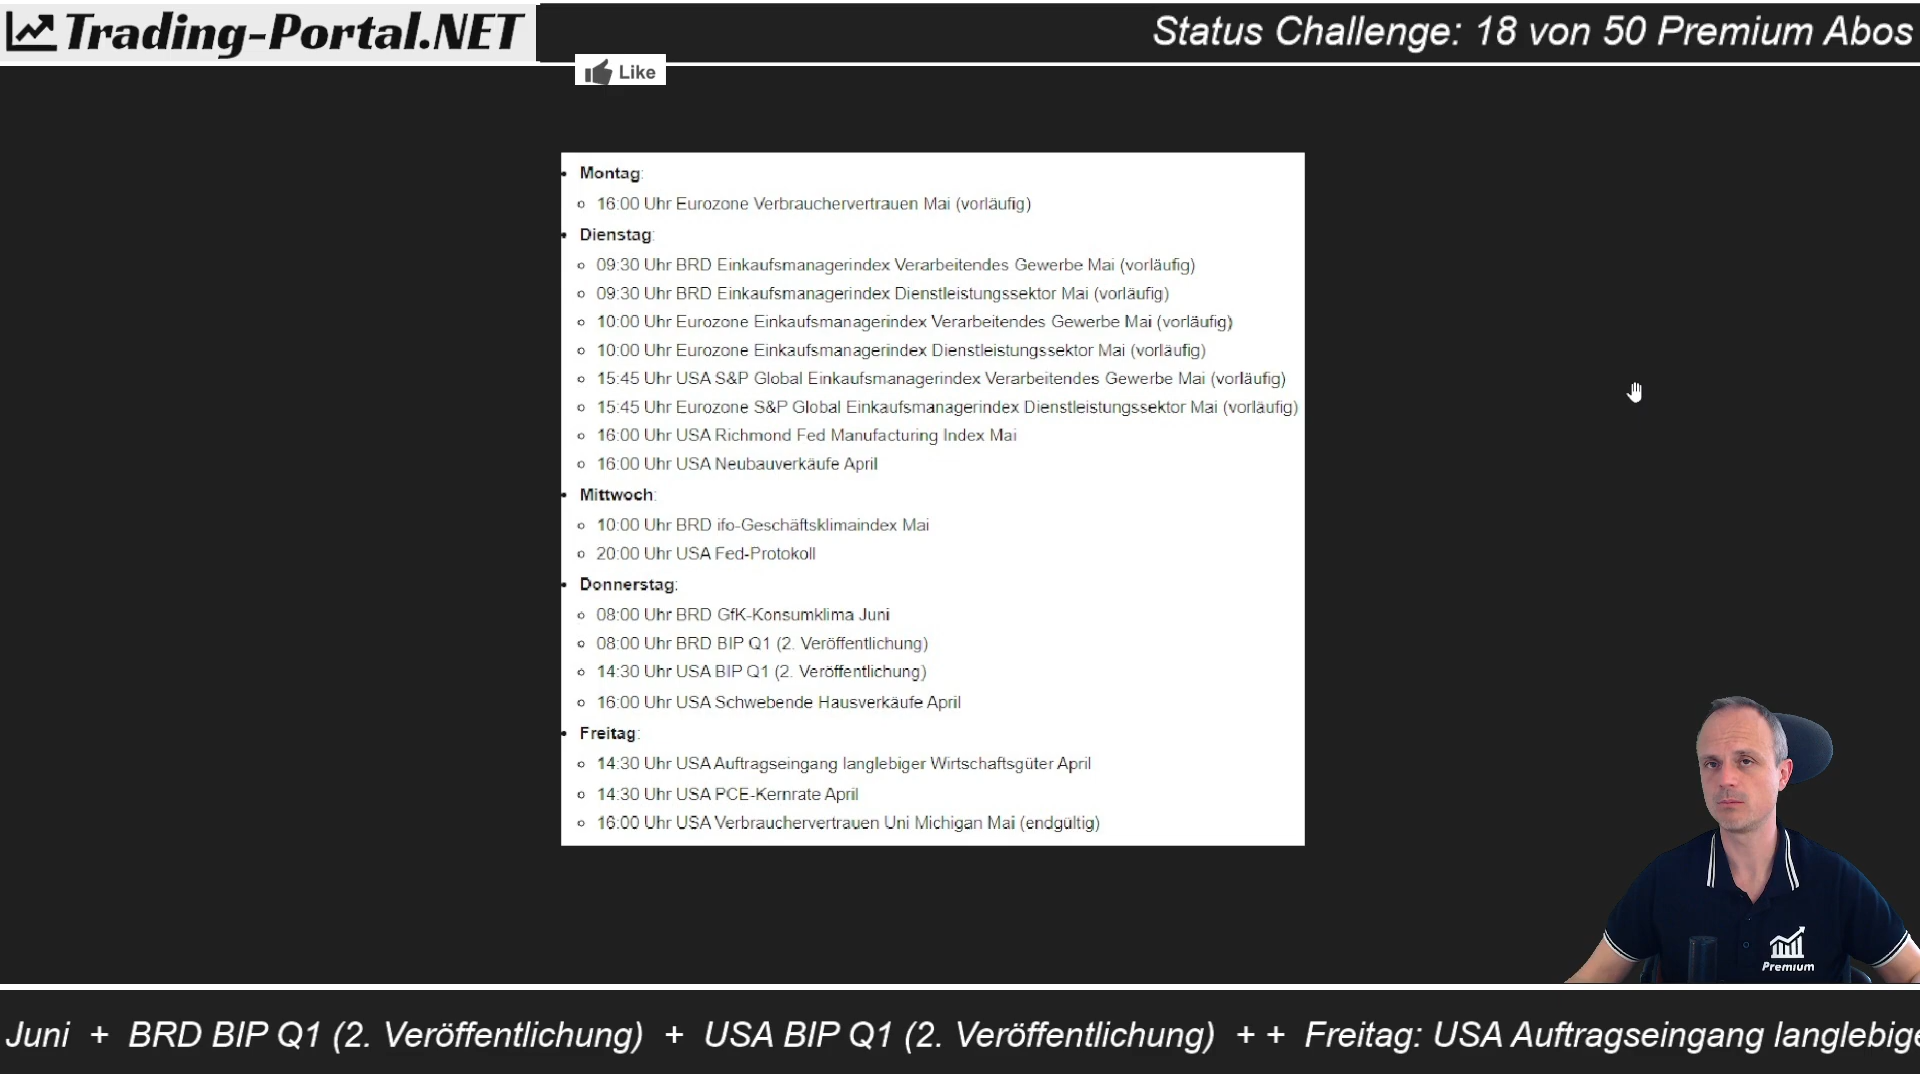 Trading-Portal.NET
Status Challenge: 18 von 50 Premium Abos
Like
Montag:
16:00 Uhr Eurozone Verbrauchervertrauen Mai (vorläufig)
Dienstag:
09:30 Uhr BRD Einkaufsmanagerindex Verarbeitendes Gewerbe Mai (vorläufig)
09:30 Uhr BRD Einkaufsmanagerindex Dienstleistungssektor Mai (vorläufig)
10:00 Uhr Eurozone Einkaufsmanagerindex Verarbeitendes Gewerbe Mai (vorläufig)
10:00 Uhr Eurozone Einkaufsmanagerindex Dienstleistungssektor Mai (vorläufig)
15:45 Uhr USA S&P Global Einkaufsmanagerindex Verarbeitendes Gewerbe Mai (vorläufig)
15:45 Uhr Eurozone S&P Global Einkaufsmanagerindex Dienstleistungssektor Mai (vorläufig)
16:00 Uhr USA Richmond Fed Manufacturing Index Mai
16:00 Uhr USA Neubauverkäufe April
Mittwoch:
10:00 Uhr BRD ifo-Geschäftsklimaindex Mai
20:00 Uhr USA Fed-Protokoll
Donnerstag:
08:00 Uhr BRD GfK-Konsumklima Juni
08:00 Uhr BRD BIP Q1 (2. Veröffentlichung)
14:30 Uhr USA BIP Q1 (2. Veröffentlichung)
16:00 Uhr USA Schwebende Hausverkäufe April
Freitag:
14:30 Uhr USA Auftragseingang langlebiger Wirtschaftsgüter April
14:30 Uhr USA PCE-Kernrate April
16:00 Uhr USA Verbrauchervertrauen Uni Michigan Mai (endgültig)
Premium
Juni + BRD BIP Q1 (2. Veröffentlichung) + USA BIP Q1 (2. Veröffentlichung) + + Freitag: USA Auftragseingang langlebige